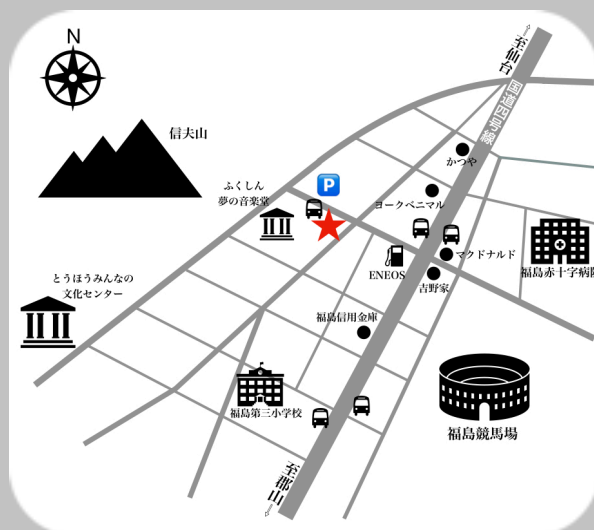 N
至仙台
国道四号線
信夫山
かつや
P
ふくしん
夢の音楽堂
ヨークベニマル
マクドナルド
福島赤十字病院
ENEOS
吉野家
とうほうみんなの
文化センター
福島信用金庫
福島第三小学校
福島競馬場
至郡山